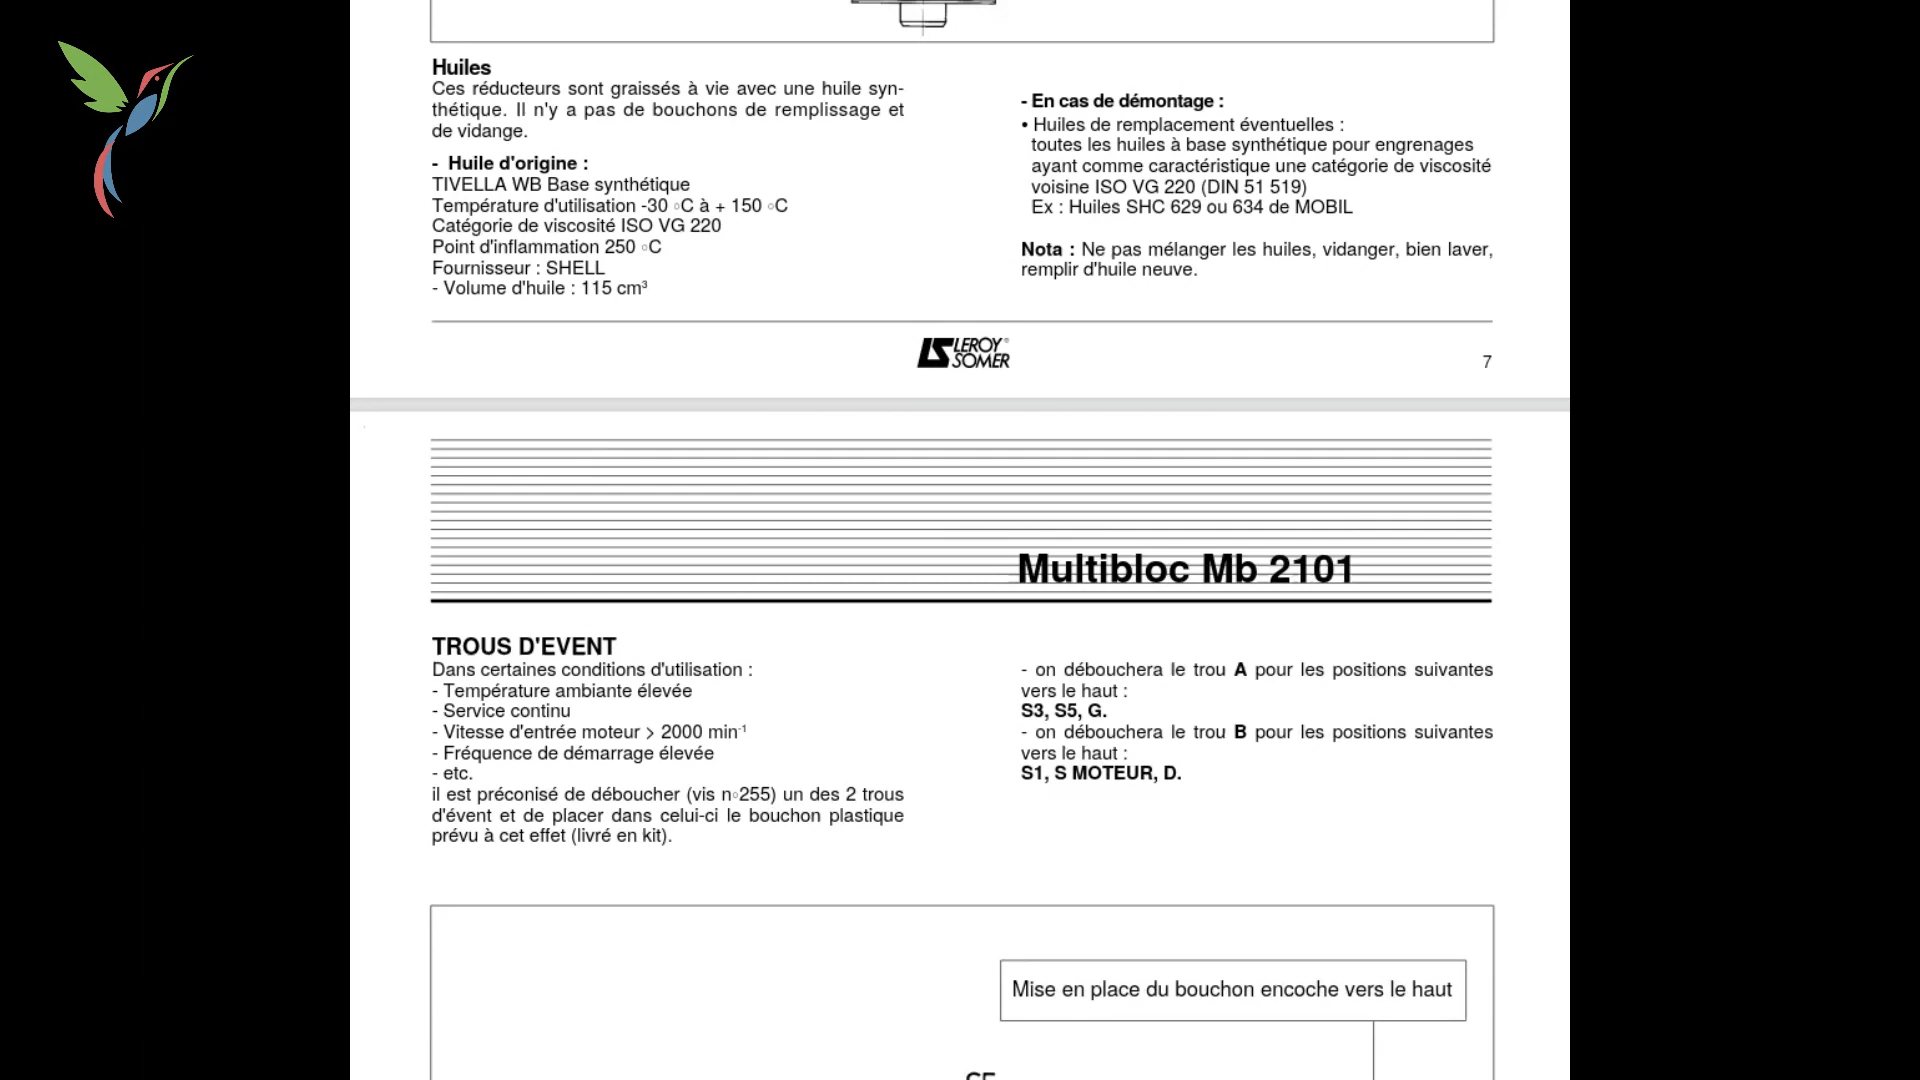 Huiles
Ces réducteurs sont graissés à vie avec une huile syn-
thétique. Il n'y a pas de bouchons de remplissage et
de vidange.
- Huile d'origine :
TIVELLA WB Base synthétique
Température d'utilisation -30 °C à + 150 °C
Catégorie de viscosité ISO VG 220
Point d'inflammation 250 °C
Fournisseur : SHELL
- Volume d'huile : 115 cm³
- En cas de démontage :
• Huiles de remplacement éventuelles :
toutes les huiles à base synthétique pour engrenages
ayant comme caractéristique une catégorie de viscosité
voisine ISO VG 220 (DIN 51 519)
Ex : Huiles SHC 629 ou 634 de MOBIL
Nota : Ne pas mélanger les huiles, vidanger, bien laver,
remplir d'huile neuve.
LEROY®
SOMER
7
Multibloc Mb 2101
TROUS D'EVENT
Dans certaines conditions d'utilisation :
- Température ambiante élevée
- Service continu
- Vitesse d'entrée moteur > 2000 min⁻¹
- Fréquence de démarrage élevée
- etc.
il est préconisé de déboucher (vis n°255) un des 2 trous
d'évent et de placer dans celui-ci le bouchon plastique
prévu à cet effet (livré en kit).
- on débouchera le trou A pour les positions suivantes
vers le haut :
S3, S5, G.
- on débouchera le trou B pour les positions suivantes
vers le haut :
S1, S MOTEUR, D.
Mise en place du bouchon encoche vers le haut